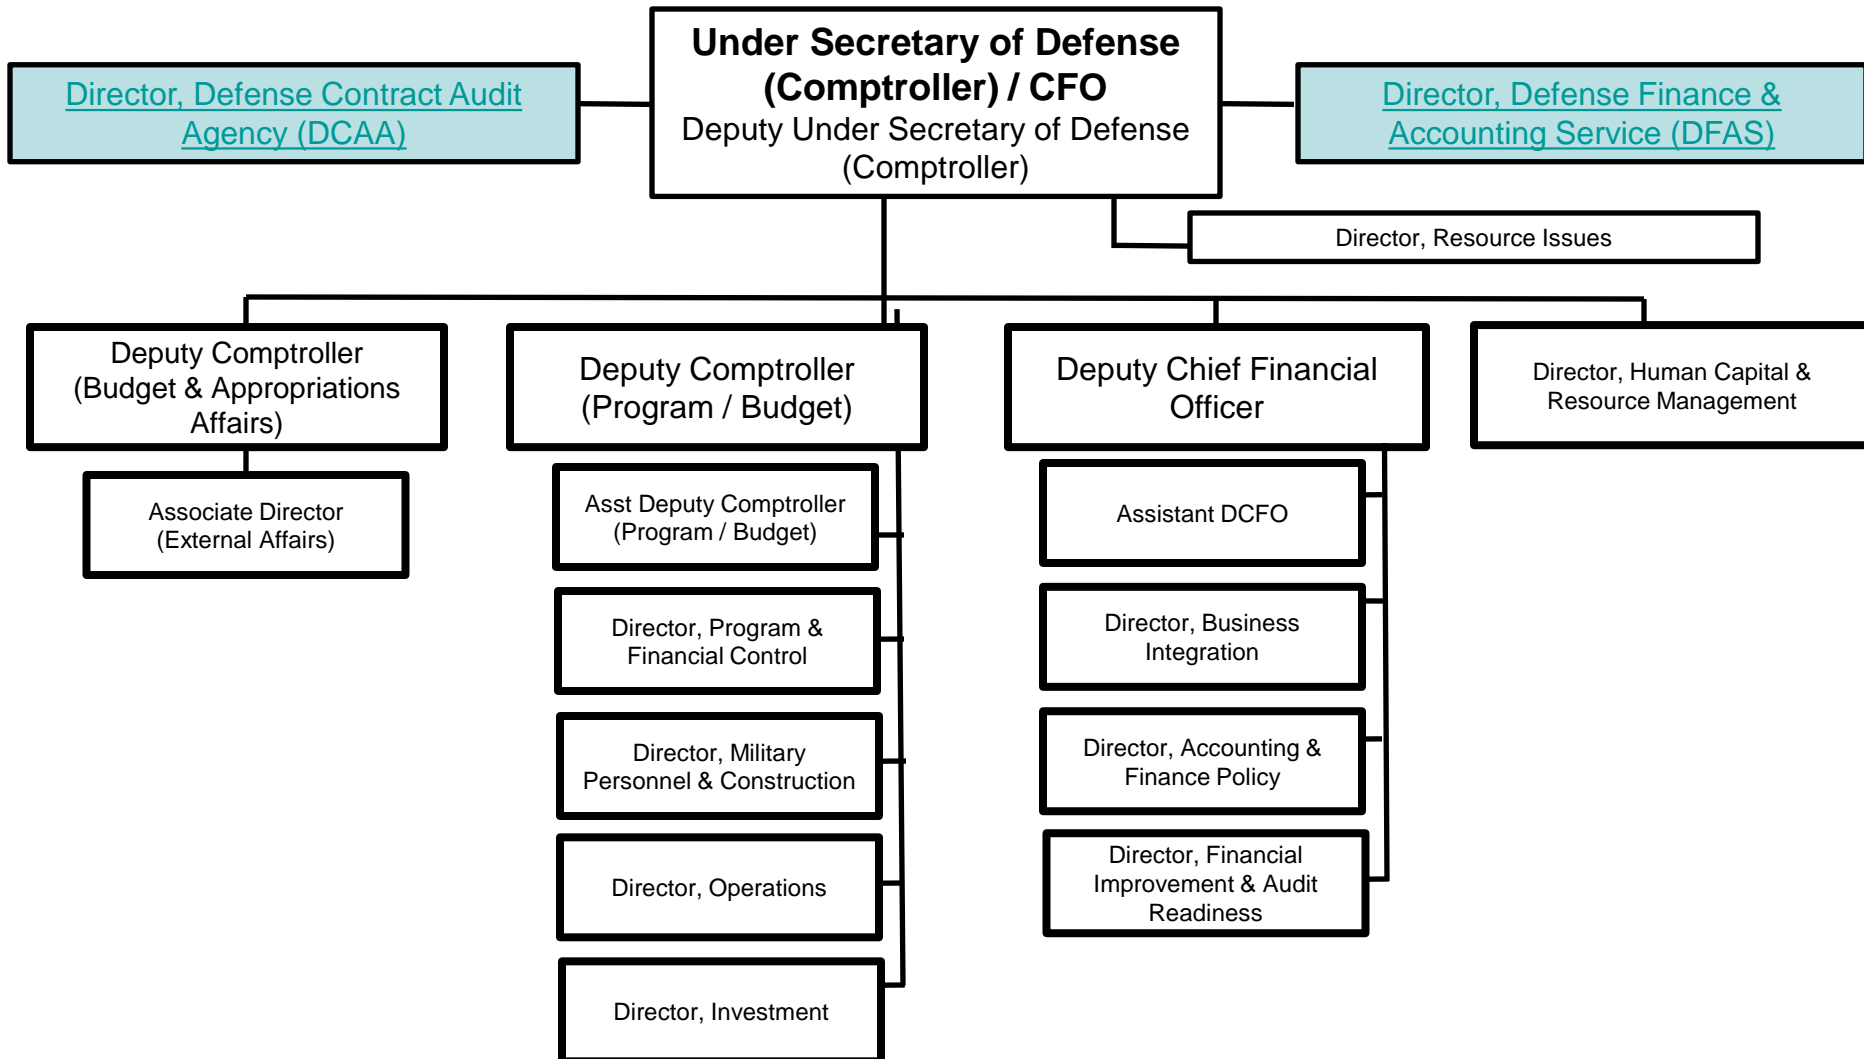 Under Secretary of Defense
(Comptroller) / CFO
Deputy Under Secretary of Defense
(Comptroller)
Director, Defense Contract Audit
Agency (DCAA)
Director, Defense Finance &
Accounting Service (DFAS)
Director, Resource Issues
Deputy Comptroller
(Budget & Appropriations
Affairs)
Deputy Comptroller
(Program / Budget)
Deputy Chief Financial
Officer
Director, Human Capital &
Resource Management
Associate Director
(External Affairs)
Asst Deputy Comptroller
(Program / Budget)
Director, Program &
Financial Control
Director, Military
Personnel & Construction
Director, Operations
Director, Investment
Assistant DCFO
Director, Business
Integration
Director, Accounting &
Finance Policy
Director, Financial
Improvement & Audit
Readiness